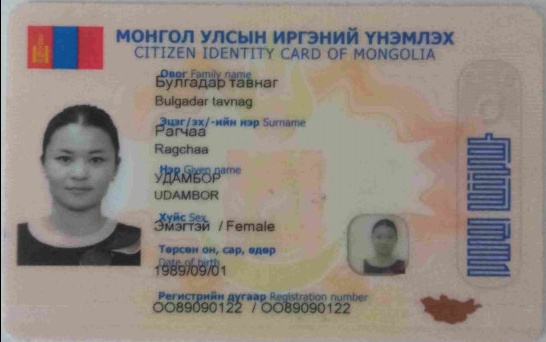 МОНГОЛ УЛСЫН ИРГЭНИЙ ҮНЭМЛЭХ
CITIZEN IDENTITY CARD OF MONGOLIA
Овог Family name
Булгадар тавнаг
Bulgadar tavnag
Эцэг/эх/-ийн нэр Surname
Рагчаа
Ragchaa
Нэр Given name
УДАМБОР
UDAMBOR
Хүйс Sex
Эмэгтэй / Female
Төрсөн он, сар, өдөр
Date of birth
1989/09/01
Регистрийн дугаар Registration number
ОО89090122 / OO89090122